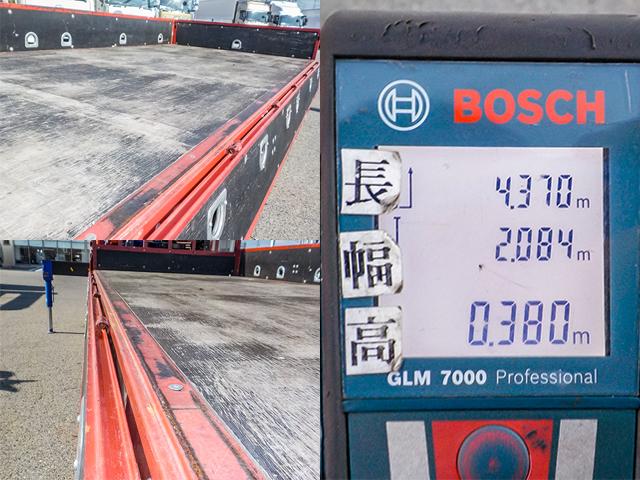 BOSCH
長 4.370m
幅 2.084m
高 0.380m
GLM 7000 Professional